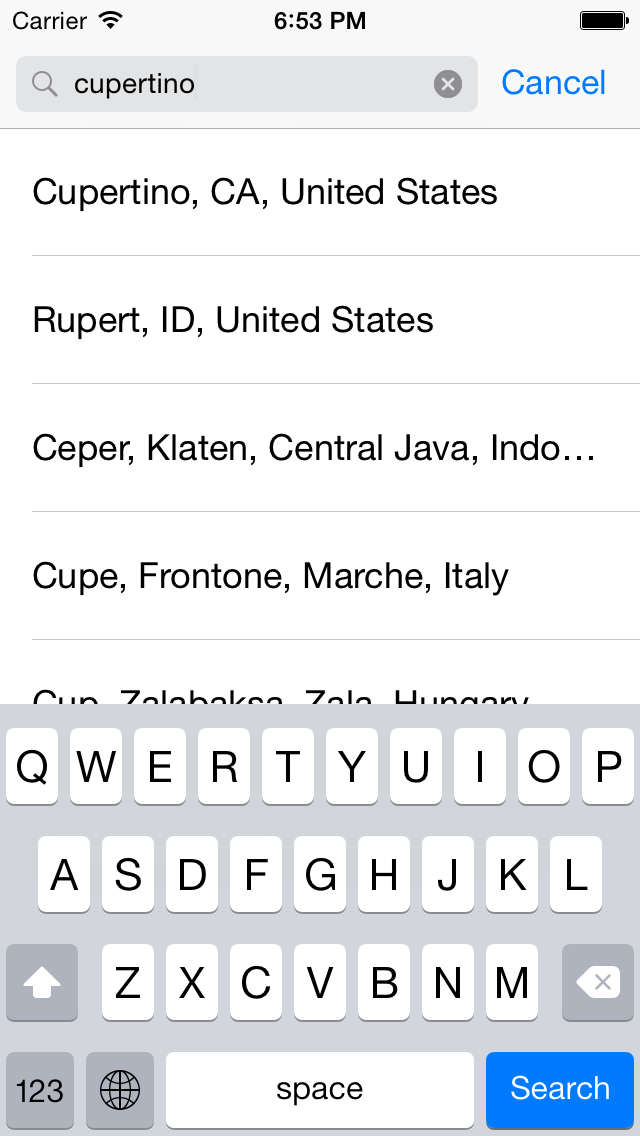 Carrier 6:53 PM
cupertino Cancel
Cupertino, CA, United States
Rupert, ID, United States
Ceper, Klaten, Central Java, Indo…
Cupe, Frontone, Marche, Italy
Cup, Zalabaksa, Zala, Hungary
Q W E R T Y U I O P
A S D F G H J K L
Z X C V B N M
123 space Search